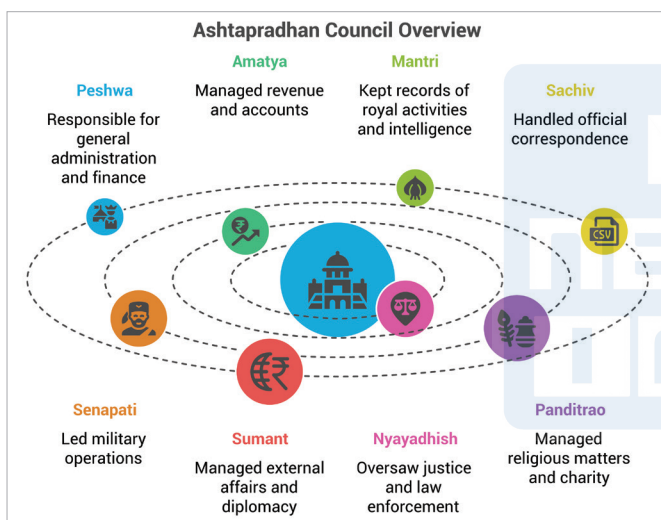 Ashtapradhan Council Overview
Peshwa
Responsible for
general
administration
and finance
Amatya
Managed revenue
and accounts
Mantri
Kept records of
royal activities
and intelligence
Sachiv
Handled official
correspondence
CSV
Senapati
Led military
operations
Sumant
Managed external
affairs and
diplomacy
Nyayadhish
Oversaw justice
and law
enforcement
Panditrao
Managed
religious matters
and charity